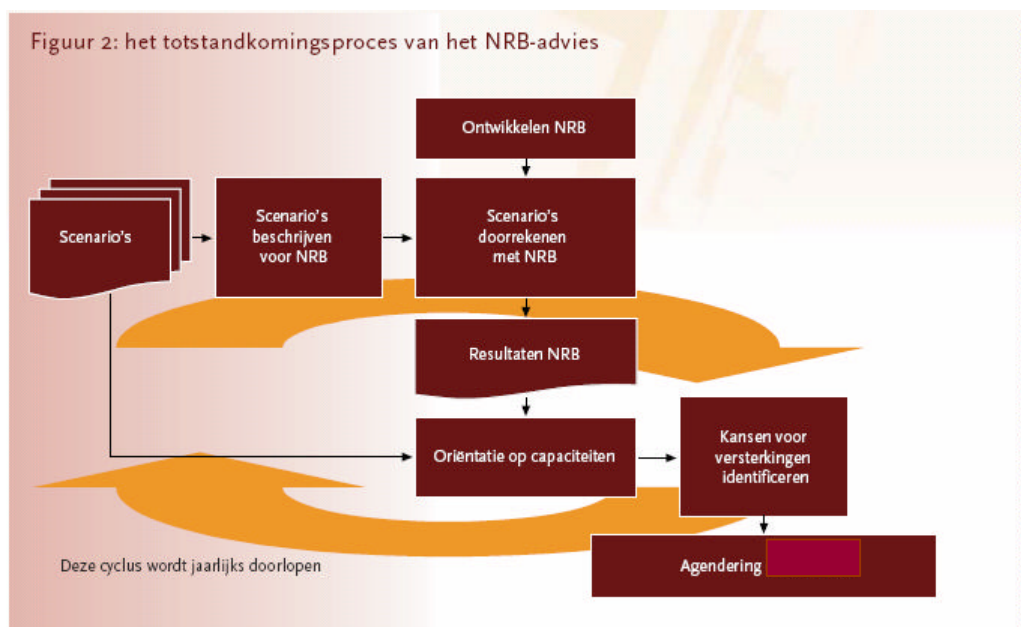 Figuur 2: het totstandkomingsproces van het NRB-advies
Ontwikkelen NRB
Scenario's
Scenario's
beschrijven
voor NRB
Scenario's
doorrekenen
met NRB
Resultaten NRB
Oriëntatie op capaciteiten
Kansen voor
versterkingen
identificeren
Deze cyclus wordt jaarlijks doorlopen
Agendering